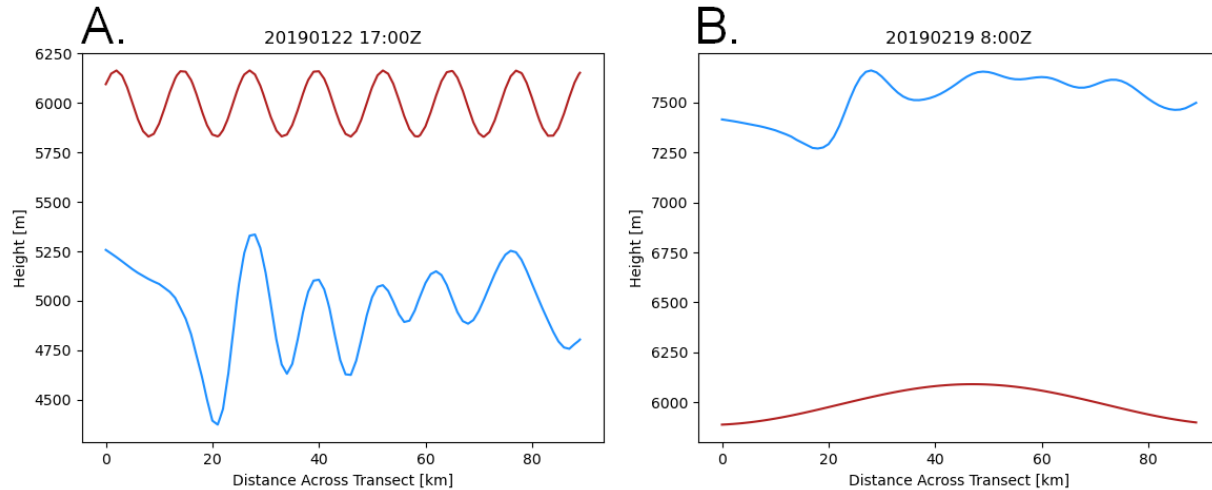 A.
20190122 17:00Z
Height [m]
6250
6000
5750
5500
5250
5000
4750
4500
0 20 40 60 80
Distance Across Transect [km]
B.
20190219 8:00Z
Height [m]
7500
7250
7000
6750
6500
6250
6000
0 20 40 60 80
Distance Across Transect [km]